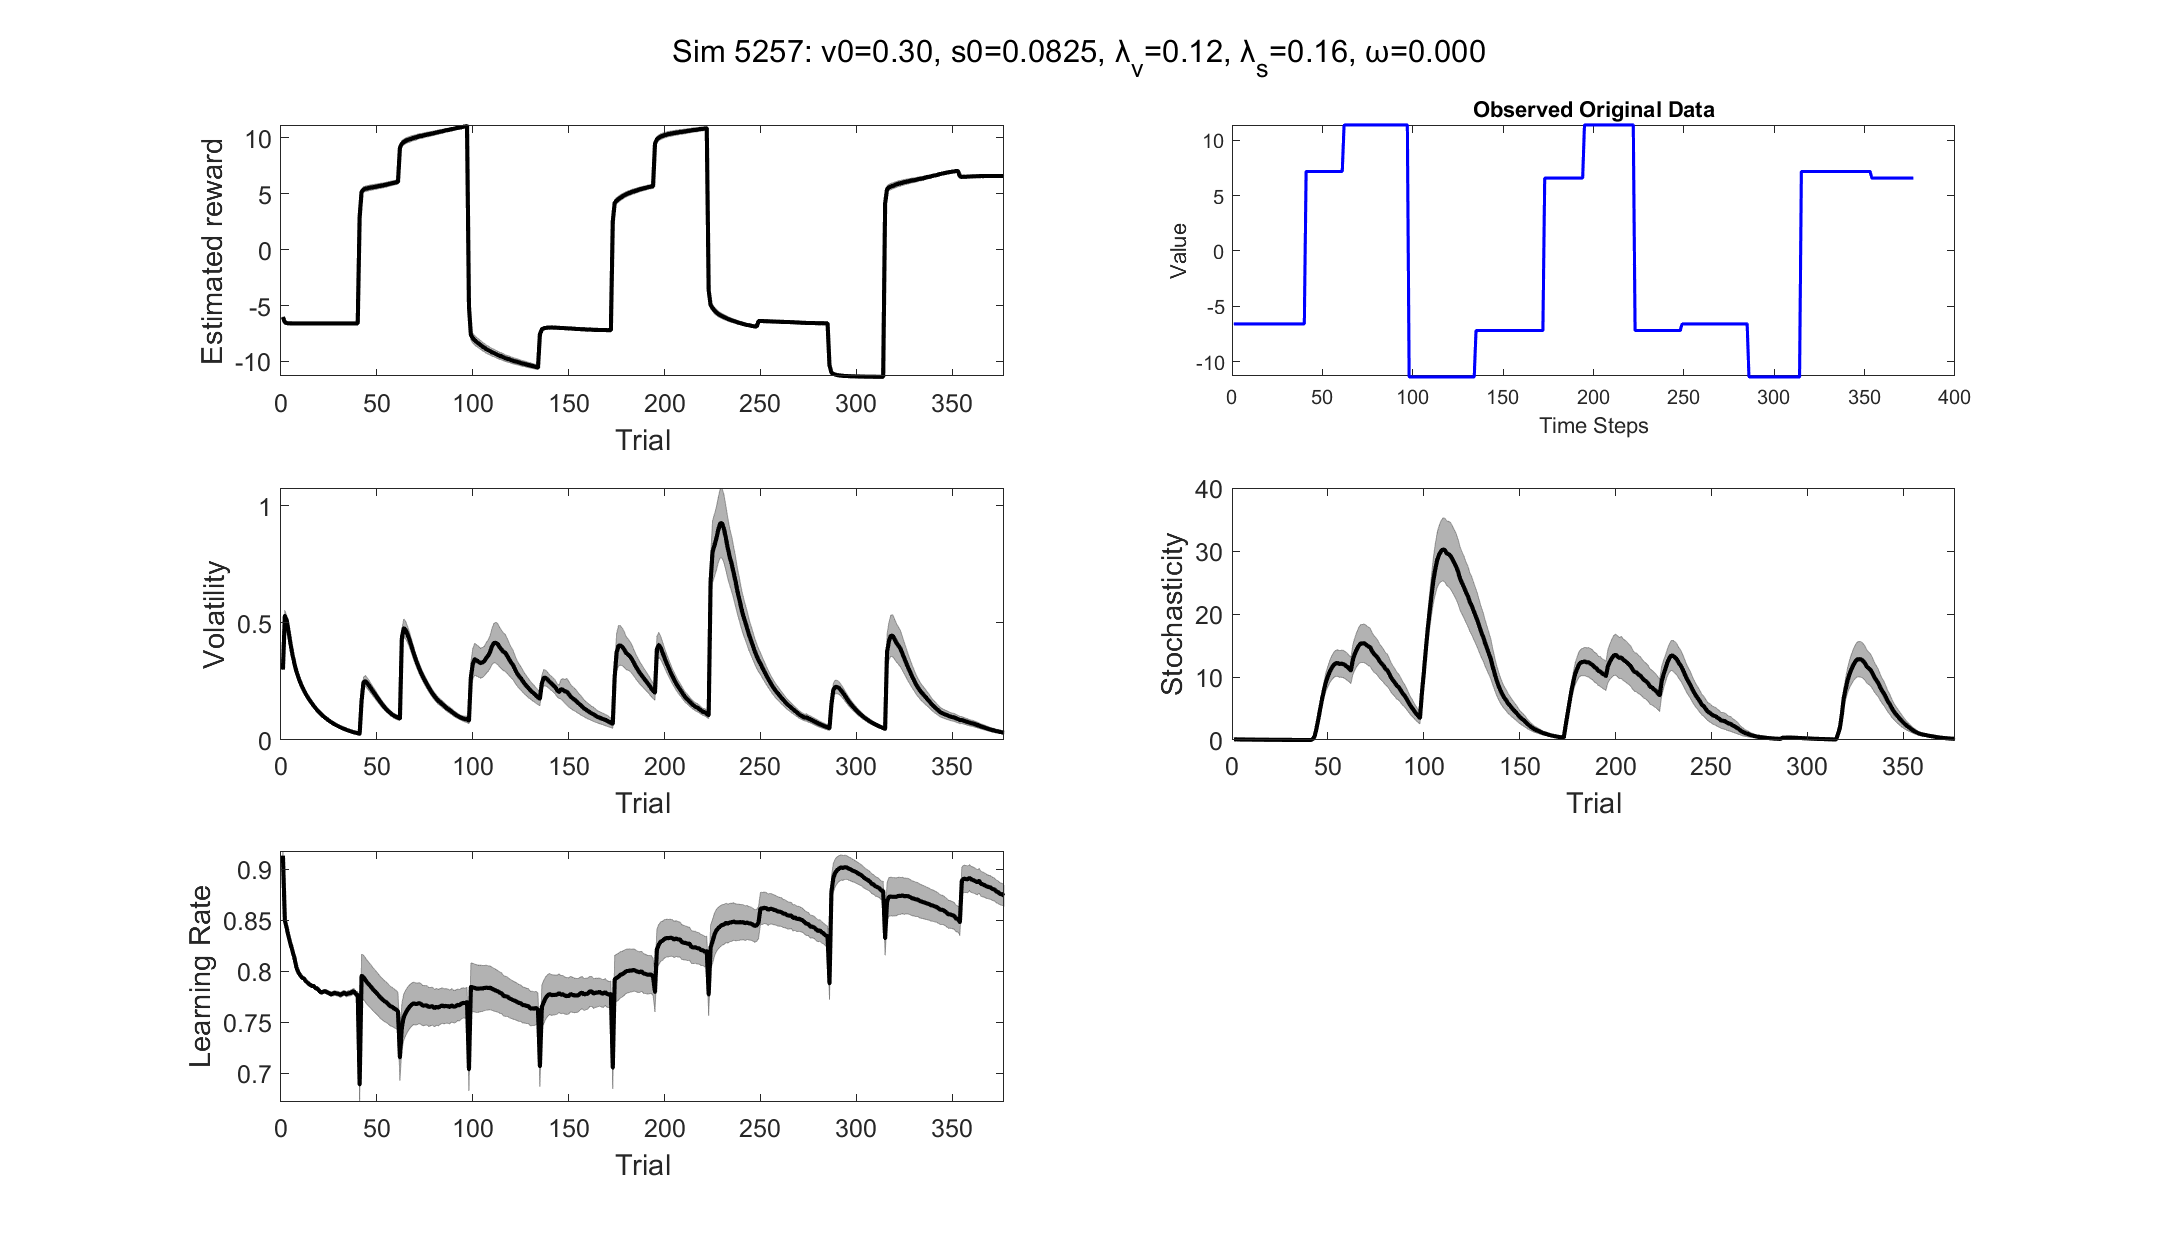 Sim 5257: v0=0.30, s0=0.0825, λ_v=0.12, λ_s=0.16, ω=0.000
Estimated reward
10
5
0
-5
-10
0 50 100 150 200 250 300 350
Trial
Observed Original Data
Value
10
5
0
-5
-10
0 50 100 150 200 250 300 350 400
Time Steps
Volatility
1
0.5
0
0 50 100 150 200 250 300 350
Trial
Stochasticity
40
30
20
10
0
0 50 100 150 200 250 300 350
Trial
Learning Rate
0.9
0.85
0.8
0.75
0.7
0 50 100 150 200 250 300 350
Trial